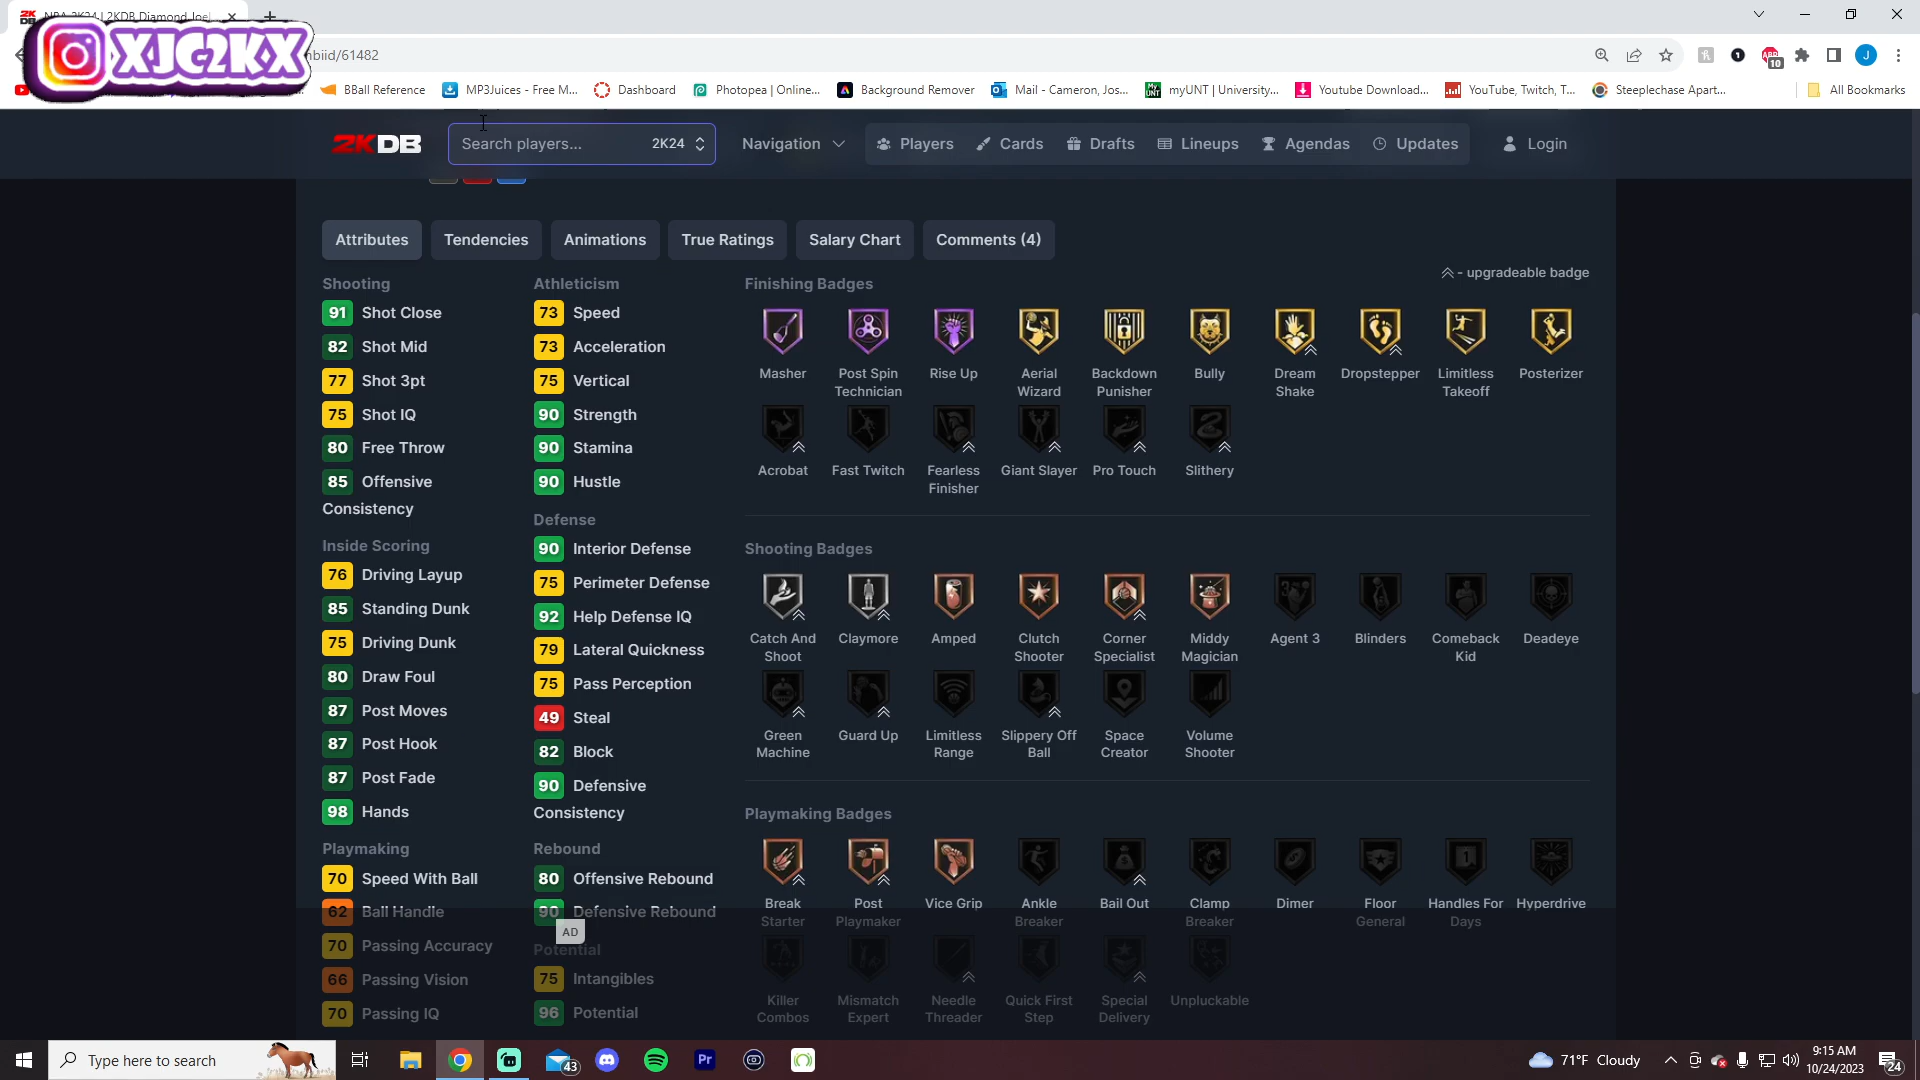 NBA 2K24 | 2KDB Diamond Joel
XJC2KX
nbiid/61482
BBall Reference
MP3Juices - Free M...
Dashboard
Photopea | Online...
Background Remover
Mail - Cameron, Jos...
myUNT | University...
Youtube Download...
YouTube, Twitch, T...
Steeplechase Apart...
All Bookmarks
2KDB
Search players...
2K24
Navigation
Players
Cards
Drafts
Lineups
Agendas
Updates
Login
Attributes
Tendencies
Animations
True Ratings
Salary Chart
Comments (4)
- upgradeable badge
Shooting
91 Shot Close
82 Shot Mid
77 Shot 3pt
75 Shot IQ
80 Free Throw
85 Offensive
Consistency
Inside Scoring
76 Driving Layup
85 Standing Dunk
75 Driving Dunk
80 Draw Foul
87 Post Moves
87 Post Hook
87 Post Fade
98 Hands
Playmaking
70 Speed With Ball
62 Ball Handle
70 Passing Accuracy
66 Passing Vision
70 Passing IQ
Athleticism
73 Speed
73 Acceleration
75 Vertical
90 Strength
90 Stamina
90 Hustle
Defense
90 Interior Defense
75 Perimeter Defense
92 Help Defense IQ
79 Lateral Quickness
75 Pass Perception
49 Steal
82 Block
90 Defensive
Consistency
Rebound
80 Offensive Rebound
90 Defensive Rebound
AD
Potential
75 Intangibles
96 Potential
Finishing Badges
Masher
Post Spin
Technician
Rise Up
Aerial
Wizard
Backdown
Punisher
Bully
Dream
Shake
Dropstepper
Limitless
Takeoff
Posterizer
Acrobat
Fast Twitch
Fearless
Finisher
Giant Slayer
Pro Touch
Slithery
Shooting Badges
Catch And
Shoot
Claymore
Amped
Clutch
Shooter
Corner
Specialist
Middy
Magician
Agent 3
Blinders
Comeback
Kid
Deadeye
Green
Machine
Guard Up
Limitless
Range
Slippery Off
Ball
Space
Creator
Volume
Shooter
Playmaking Badges
Break
Starter
Post
Playmaker
Vice Grip
Ankle
Breaker
Bail Out
Clamp
Breaker
Dimer
Floor
General
Handles For
Days
Hyperdrive
Killer
Combos
Mismatch
Expert
Needle
Threader
Quick First
Step
Special
Delivery
Unpluckable
Type here to search
43
Pr
71°F Cloudy
9:15 AM
10/24/2023
24